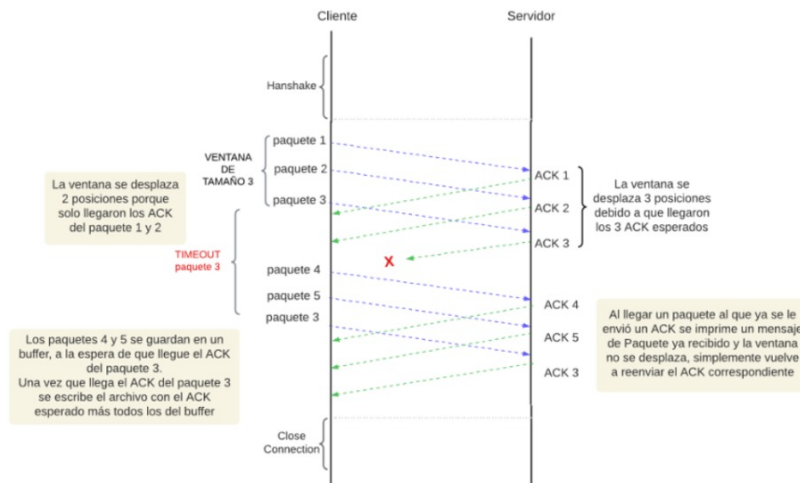 Cliente
Servidor
Hanshake
paquete 1
paquete 2
paquete 3
VENTANA
DE
TAMAÑO 3
La ventana se desplaza
2 posiciones porque
solo llegaron los ACK
del paquete 1 y 2
TIMEOUT
paquete 3
ACK 1
ACK 2
ACK 3
La ventana se
desplaza 3 posiciones
debido a que llegaron
los 3 ACK esperados
X
paquete 4
paquete 5
paquete 3
ACK 4
ACK 5
ACK 3
Al llegar un paquete al que ya se le
envió un ACK se imprime un mensaje
de Paquete ya recibido y la ventana
no se desplaza, simplemente vuelve
a reenviar el ACK correspondiente
Los paquetes 4 y 5 se guardan en un
buffer, a la espera de que llegue el ACK
del paquete 3.
Una vez que llega el ACK del paquete 3
se escribe el archivo con el ACK
esperado más todos los del buffer
Close
Connection